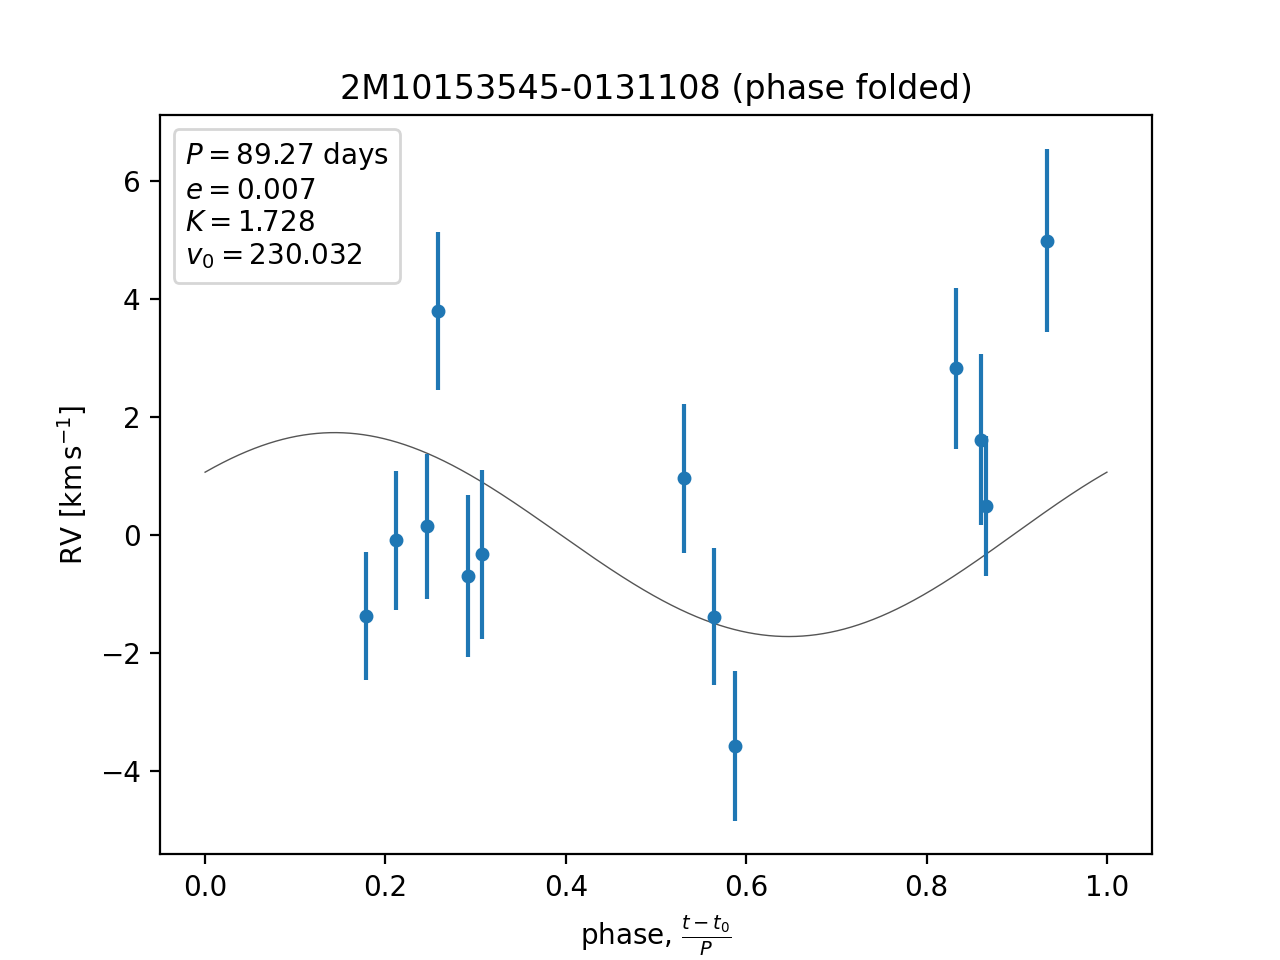 2M10153545-0131108 (phase folded)
P = 89.27 days
e = 0.007
K = 1.728
v₀ = 230.032
6
4
2
0
−2
−4
RV [km s⁻¹]
0.0 0.2 0.4 0.6 0.8 1.0
phase, (t − t₀)/P